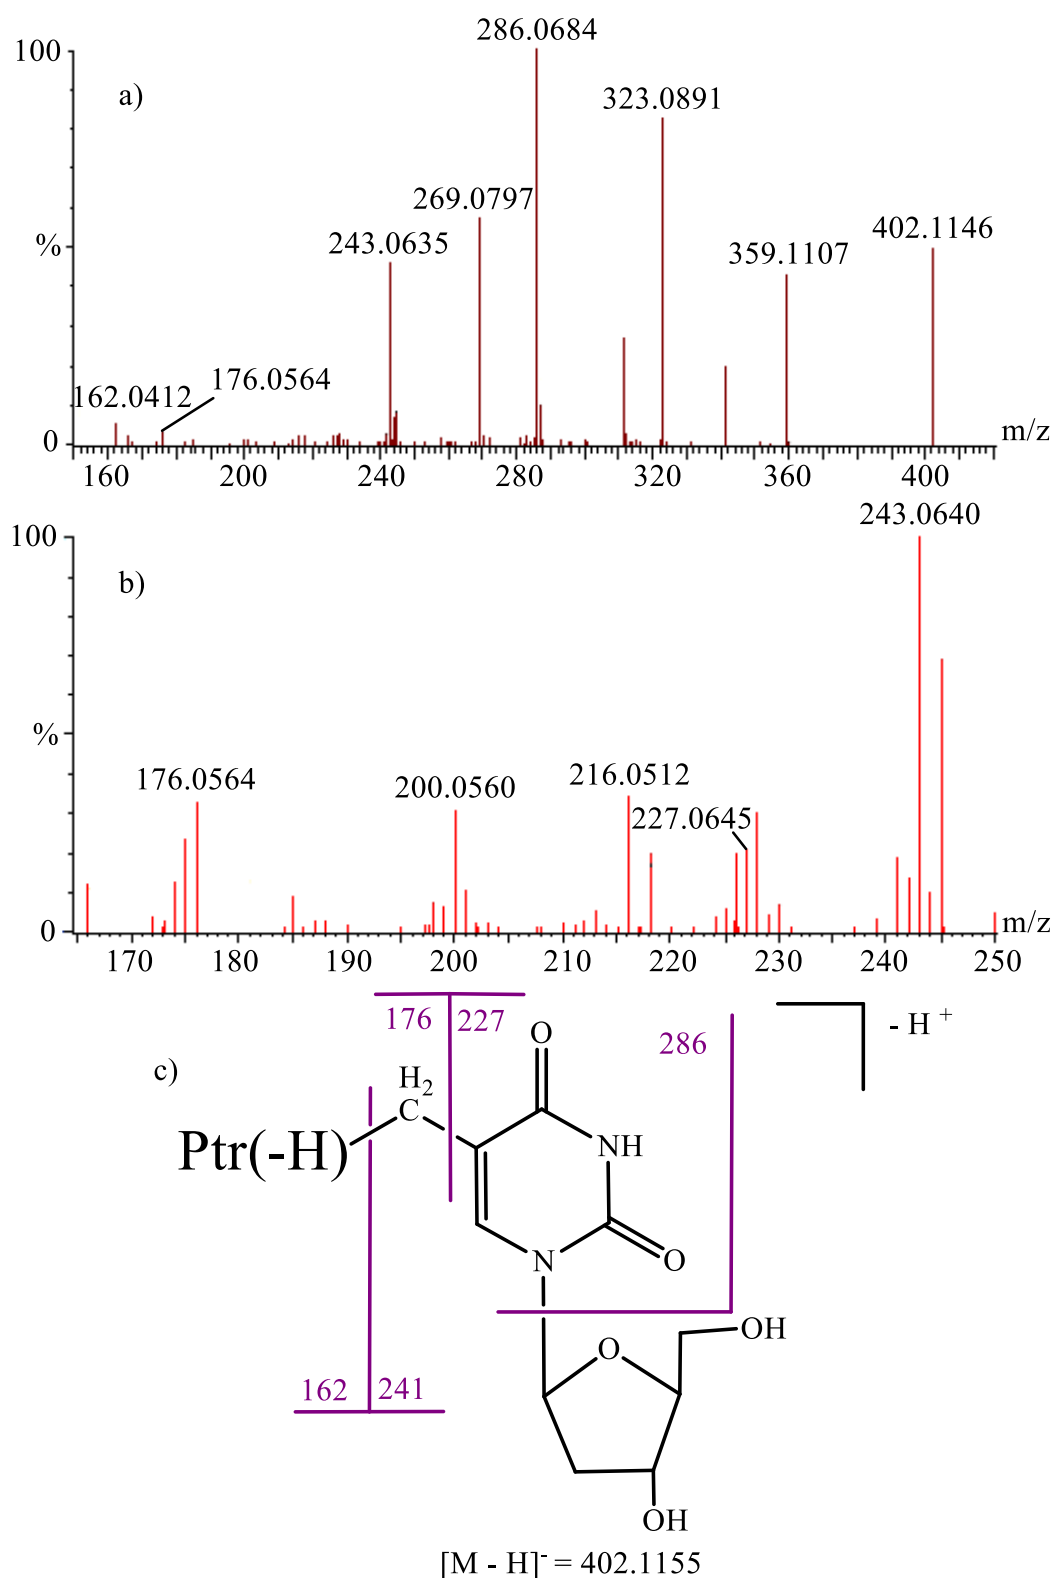 286.0684
100
a)
323.0891
269.0797
%
243.0635
402.1146
359.1107
162.0412
176.0564
0
m/z
160 200 240 280 320 360 400
243.0640
100
b)
%
176.0564
200.0560
216.0512
227.0645
0
m/z
170 180 190 200 210 220 230 240 250
176 227
- H +
O
286
c)
H2
C
Ptr(-H)
NH
N
O
OH
O
162 241
OH
[M - H]- = 402.1155